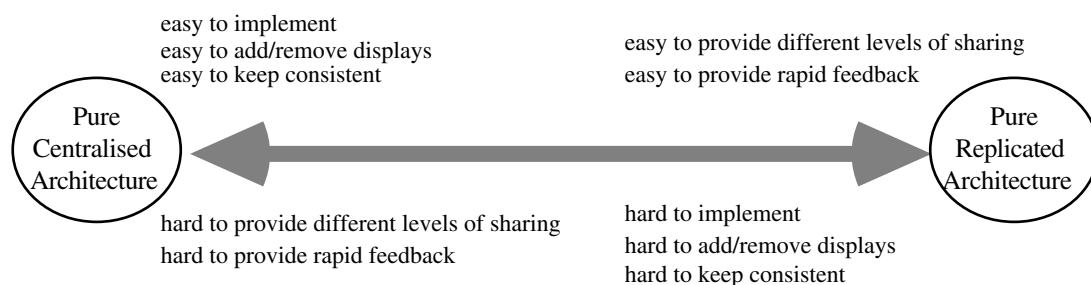 easy to implement
easy to add/remove displays
easy to keep consistent
easy to provide different levels of sharing
easy to provide rapid feedback
Pure
Centralised
Architecture
Pure
Replicated
Architecture
hard to provide different levels of sharing
hard to provide rapid feedback
hard to implement
hard to add/remove displays
hard to keep consistent